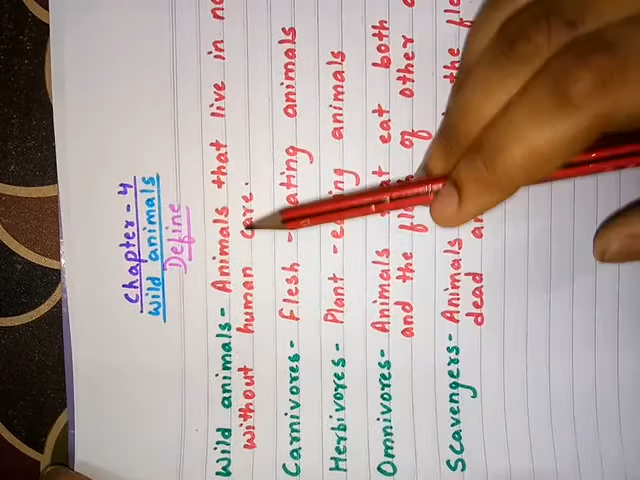 Chapter-4
Wild animals
Define
Wild animals- Animals that live in
without human care.
Carnivores- Flesh - eating animals
Herbivores- Plant - eating animals
Omnivores- Animals eat both
and the of other
Scavengers- Animals the
dead